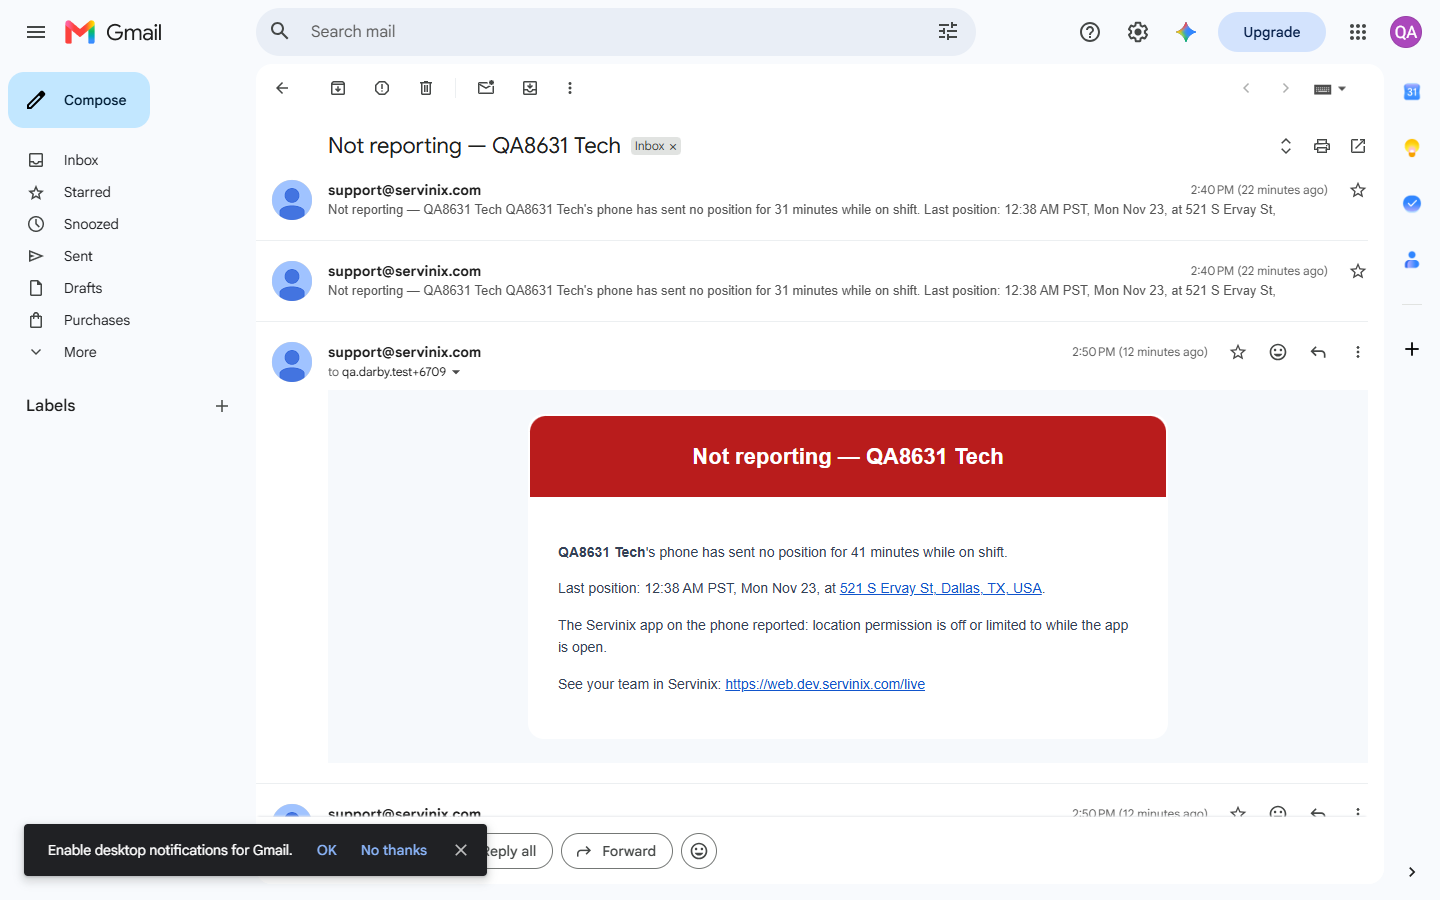 Gmail
Search mail
Upgrade
QA
Compose
Inbox
Starred
Snoozed
Sent
Drafts
Purchases
More
Labels
Not reporting — QA8631 Tech
Inbox ×
support@servinix.com
2:40 PM (22 minutes ago)
Not reporting — QA8631 Tech QA8631 Tech's phone has sent no position for 31 minutes while on shift. Last position: 12:38 AM PST, Mon Nov 23, at 521 S Ervay St,
support@servinix.com
2:40 PM (22 minutes ago)
Not reporting — QA8631 Tech QA8631 Tech's phone has sent no position for 31 minutes while on shift. Last position: 12:38 AM PST, Mon Nov 23, at 521 S Ervay St,
support@servinix.com
2:50 PM (12 minutes ago)
to qa.darby.test+6709
Not reporting — QA8631 Tech
QA8631 Tech's phone has sent no position for 41 minutes while on shift.
Last position: 12:38 AM PST, Mon Nov 23, at 521 S Ervay St, Dallas, TX, USA.
The Servinix app on the phone reported: location permission is off or limited to while the app
is open.
See your team in Servinix: https://web.dev.servinix.com/live
support@servinix.com
2:50 PM (12 minutes ago)
Enable desktop notifications for Gmail. OK No thanks
Reply all
Forward
31